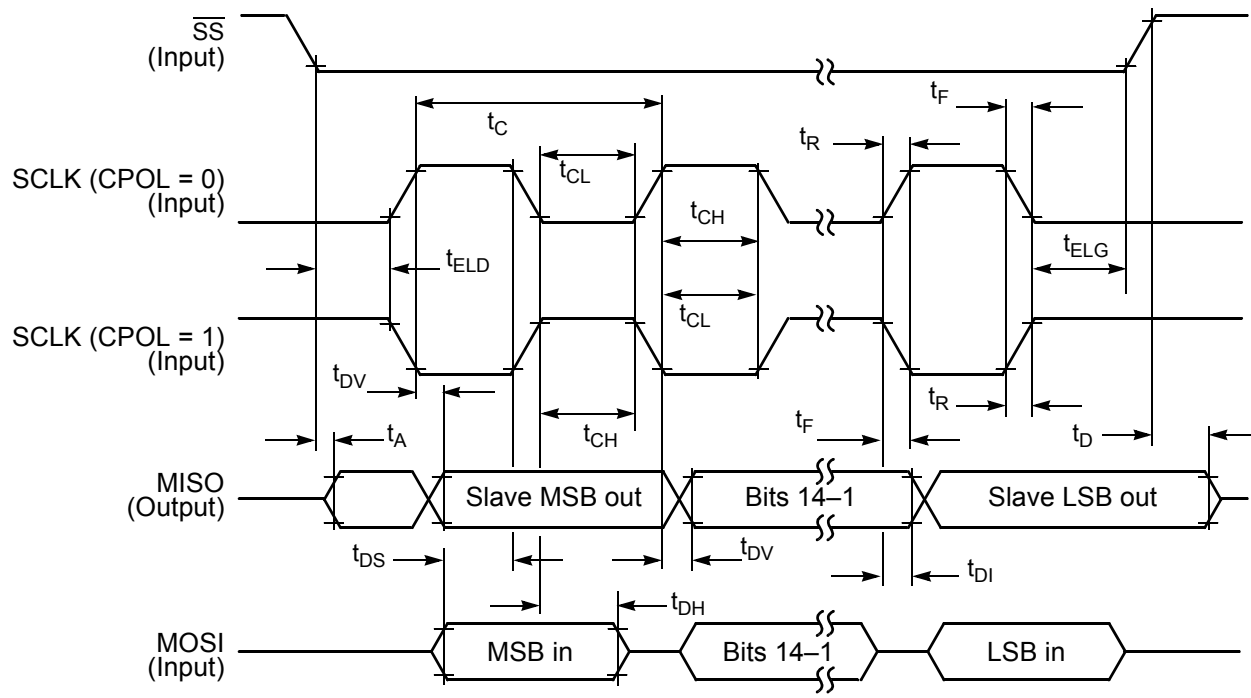 SS
(Input)
tF
tC
tR
SCLK (CPOL = 0)
(Input)
tCL
tCH
tELD
tELG
SCLK (CPOL = 1)
(Input)
tCL
tDV
tR
tF
tA
tCH
tD
MISO
(Output)
Slave MSB out
Bits 14–1
Slave LSB out
tDS
tDV
tDI
tDH
MOSI
(Input)
MSB in
Bits 14–1
LSB in